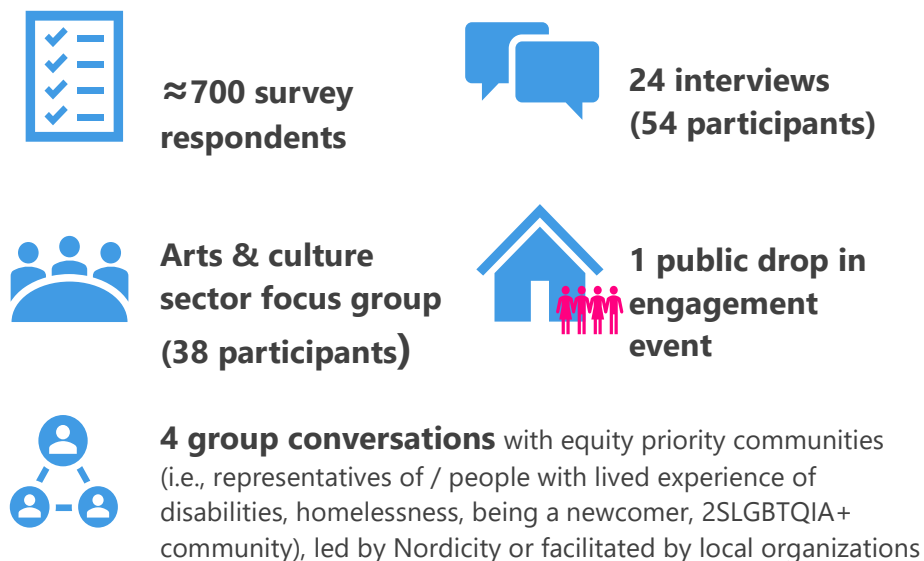 ≈700 survey
respondents
24 interviews
(54 participants)
Arts & culture
sector focus group
(38 participants)
1 public drop in
engagement
event
4 group conversations with equity priority communities
(i.e., representatives of / people with lived experience of
disabilities, homelessness, being a newcomer, 2SLGBTQIA+
community), led by Nordicity or facilitated by local organizations